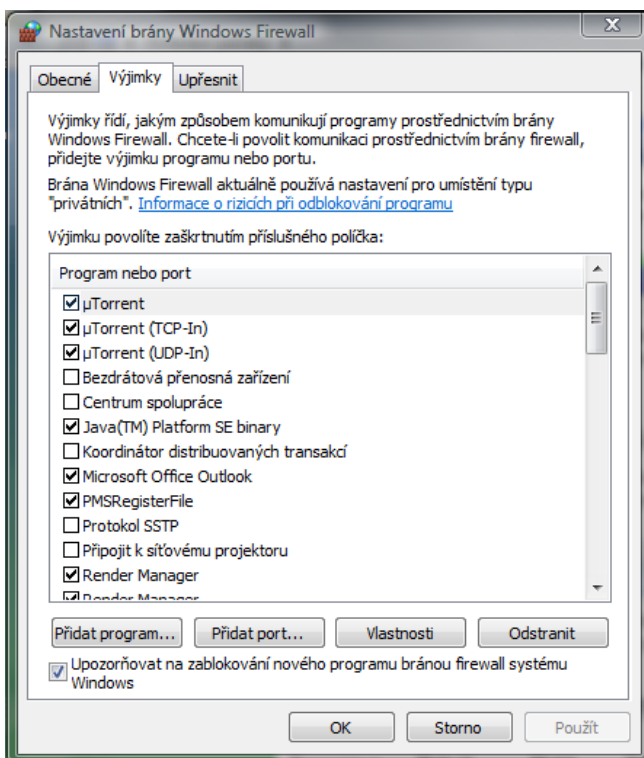 Nastavení brány Windows Firewall
Obecné Výjimky Upřesnit
Výjimky řídí, jakým způsobem komunikují programy prostřednictvím brány
Windows Firewall. Chcete-li povolit komunikaci prostřednictvím brány firewall,
přidejte výjimku programu nebo portu.
Brána Windows Firewall aktuálně používá nastavení pro umístění typu
"privátních". Informace o rizicích při odblokování programu
Výjimku povolíte zaškrtnutím příslušného políčka:
Program nebo port
µTorrent
µTorrent (TCP-In)
µTorrent (UDP-In)
Bezdrátová přenosná zařízení
Centrum spolupráce
Java(TM) Platform SE binary
Koordinátor distribuovaných transakcí
Microsoft Office Outlook
PMSRegisterFile
Protokol SSTP
Připojit k síťovému projektoru
Render Manager
Render Manager
Přidat program... Přidat port... Vlastnosti Odstranit
Upozorňovat na zablokování nového programu bránou firewall systému
Windows
OK Storno Použít